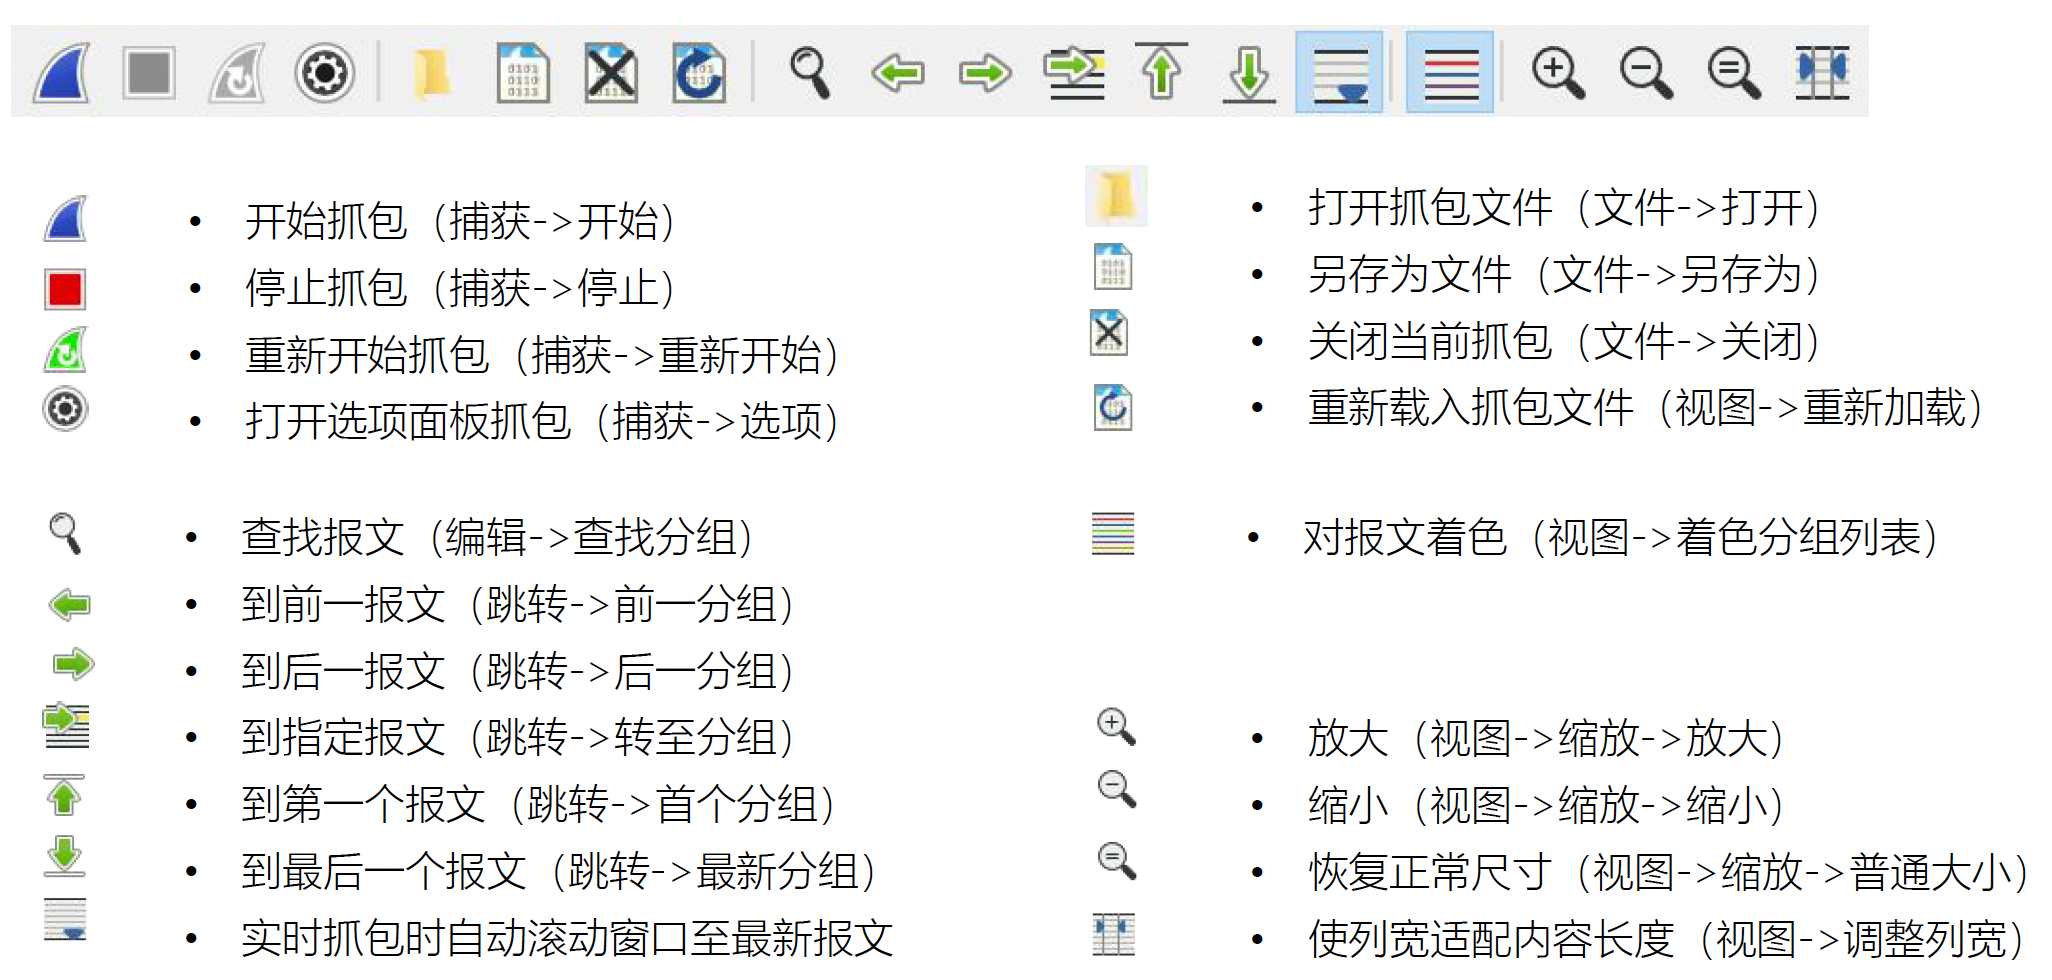 • 开始抓包（捕获->开始）
• 停止抓包（捕获->停止）
• 重新开始抓包（捕获->重新开始）
• 打开选项面板抓包（捕获->选项）
• 打开抓包文件（文件->打开）
• 另存为文件（文件->另存为）
• 关闭当前抓包（文件->关闭）
• 重新载入抓包文件（视图->重新加载）
• 查找报文（编辑->查找分组）
• 到前一报文（跳转->前一分组）
• 到后一报文（跳转->后一分组）
• 到指定报文（跳转->转至分组）
• 到第一个报文（跳转->首个分组）
• 到最后一个报文（跳转->最新分组）
• 实时抓包时自动滚动窗口至最新报文
• 对报文着色（视图->着色分组列表）
• 放大（视图->缩放->放大）
• 缩小（视图->缩放->缩小）
• 恢复正常尺寸（视图->缩放->普通大小）
• 使列宽适配内容长度（视图->调整列宽）